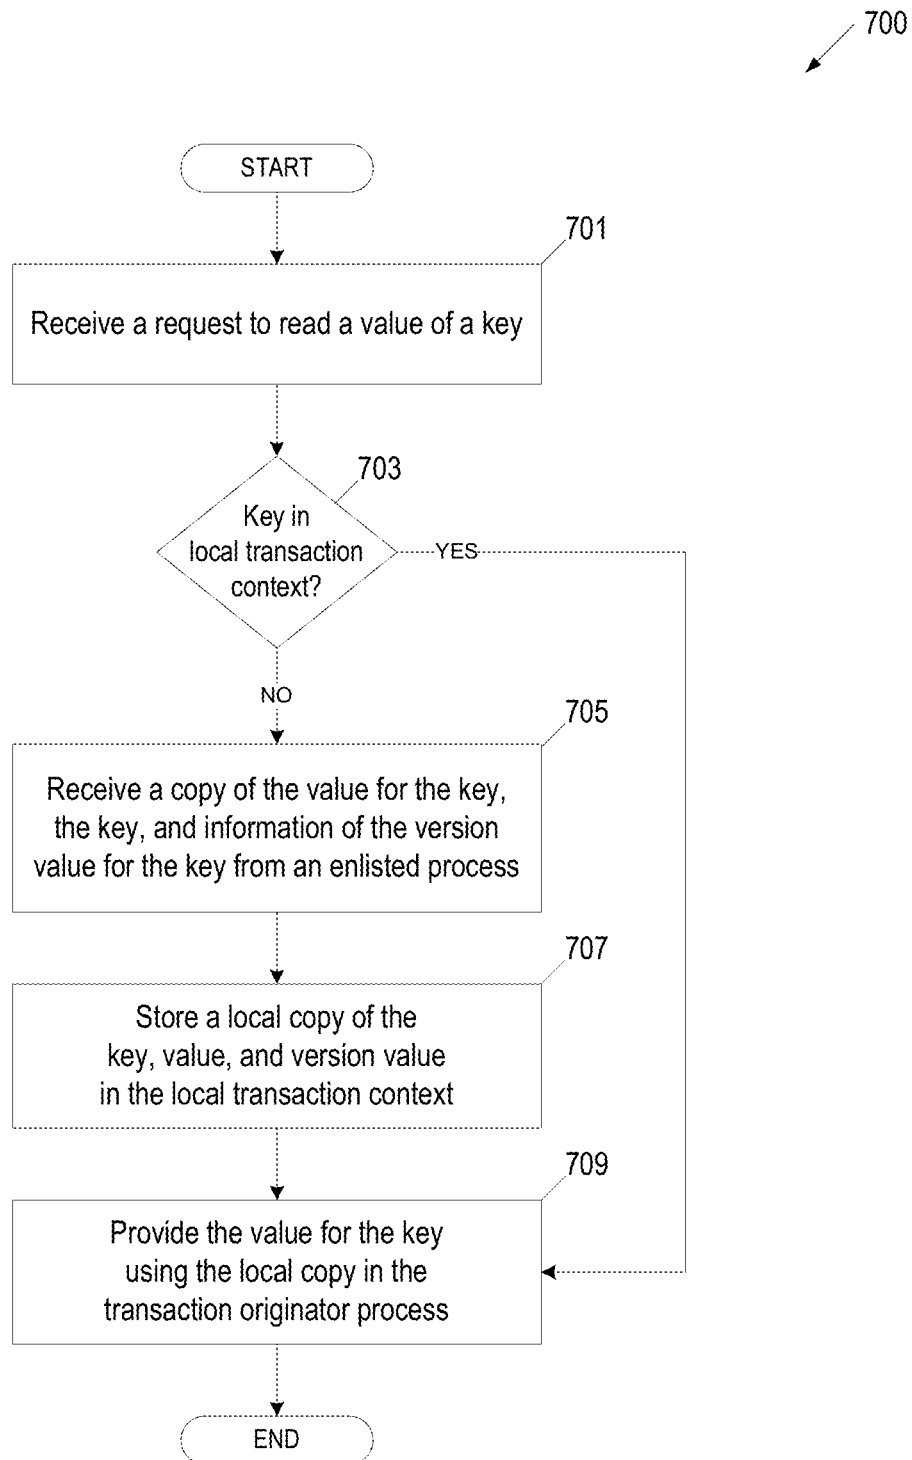 700
START
701
Receive a request to read a value of a key
703
Key in
local transaction
context?
YES
NO
705
Receive a copy of the value for the key,
the key, and information of the version
value for the key from an enlisted process
707
Store a local copy of the
key, value, and version value
in the local transaction context
709
Provide the value for the key
using the local copy in the
transaction originator process
END